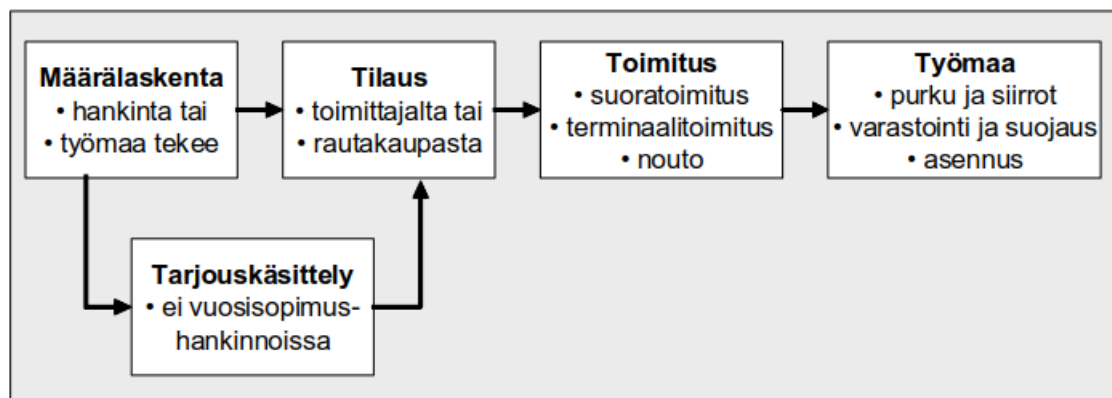 Määrälaskenta
• hankinta tai
• työmaa tekee
Tilaus
• toimittajalta tai
• rautakaupasta
Toimitus
• suoratoimitus
• terminaalitoimitus
• nouto
Työmaa
• purku ja siirrot
• varastointi ja suojaus
• asennus
Tarjouskäsittely
• ei vuosisopimus-
hankinnoissa